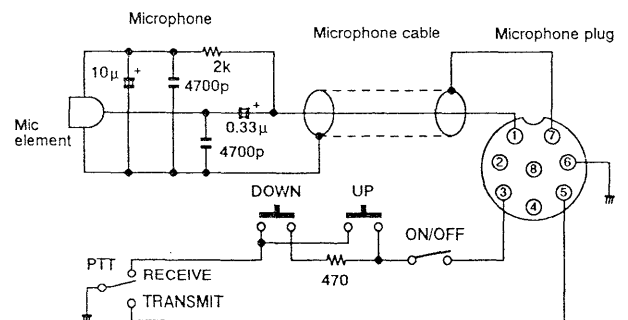 Microphone
Microphone cable
Microphone plug
10μ
+
2k
4700p
+
0.33μ
4700p
Mic
element
1
7
2
8
6
3
5
4
DOWN
UP
ON/OFF
470
PTT
RECEIVE
TRANSMIT